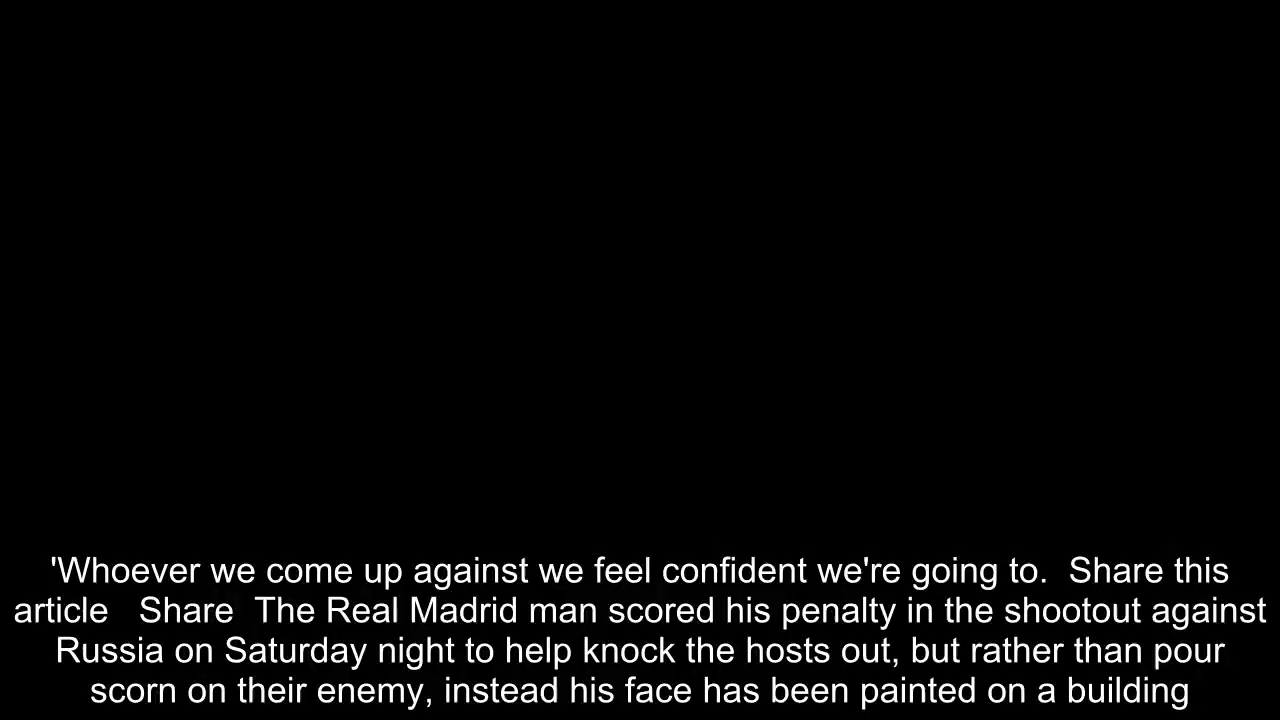 'Whoever we come up against we feel confident we're going to.  Share this
article   Share  The Real Madrid man scored his penalty in the shootout against
Russia on Saturday night to help knock the hosts out, but rather than pour
scorn on their enemy, instead his face has been painted on a building